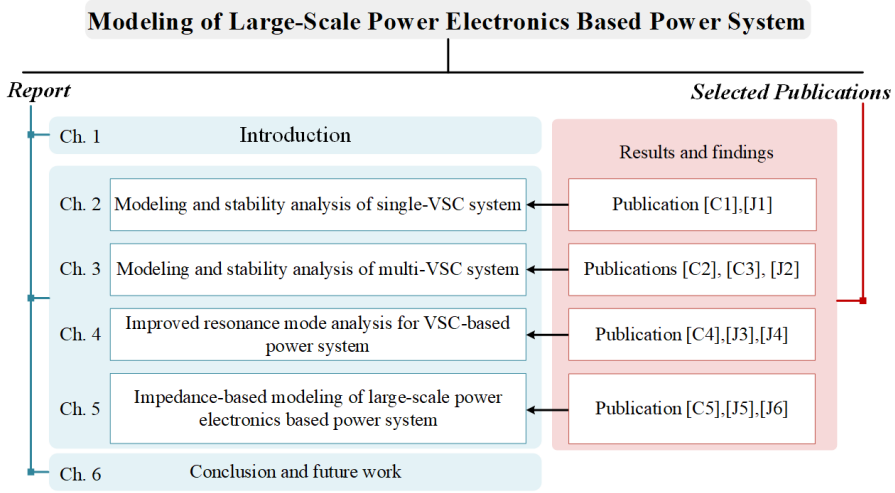 Modeling of Large-Scale Power Electronics Based Power System
Report
Selected Publications
Ch. 1
Introduction
Results and findings
Ch. 2
Modeling and stability analysis of single-VSC system
Publication [C1],[J1]
Ch. 3
Modeling and stability analysis of multi-VSC system
Publications [C2], [C3], [J2]
Ch. 4
Improved resonance mode analysis for VSC-based
power system
Publication [C4],[J3],[J4]
Ch. 5
Impedance-based modeling of large-scale power
electronics based power system
Publication [C5],[J5],[J6]
Ch. 6
Conclusion and future work